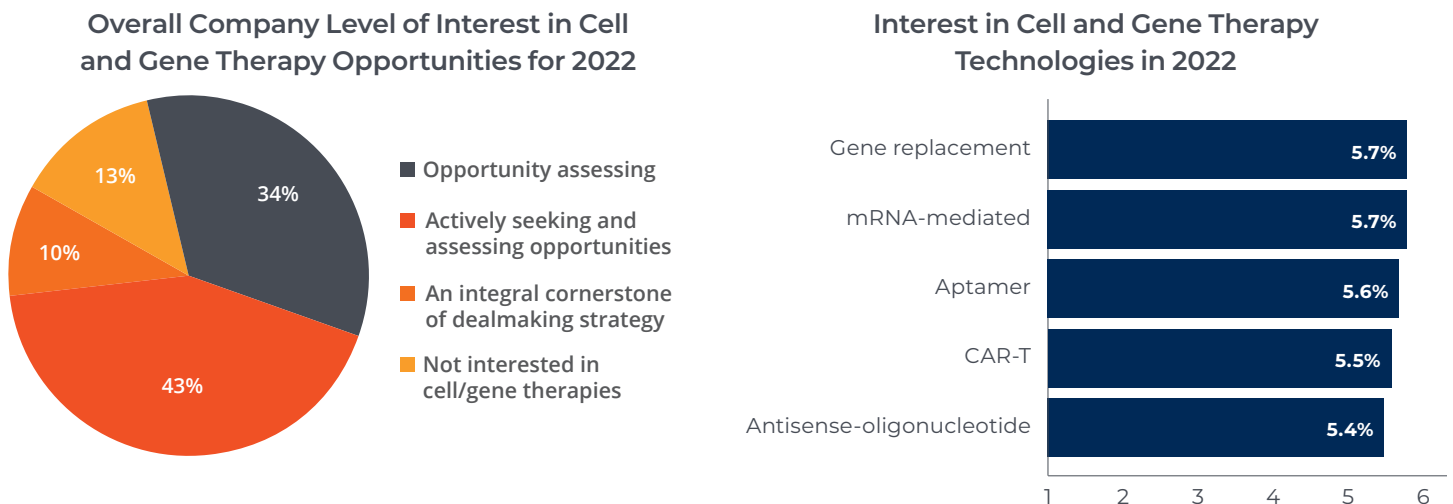 Overall Company Level of Interest in Cell
and Gene Therapy Opportunities for 2022
34%
43%
10%
13%
Opportunity assessing
Actively seeking and
assessing opportunities
An integral cornerstone
of dealmaking strategy
Not interested in
cell/gene therapies
Interest in Cell and Gene Therapy
Technologies in 2022
Gene replacement 5.7%
mRNA-mediated 5.7%
Aptamer 5.6%
CAR-T 5.5%
Antisense-oligonucleotide 5.4%
1 2 3 4 5 6